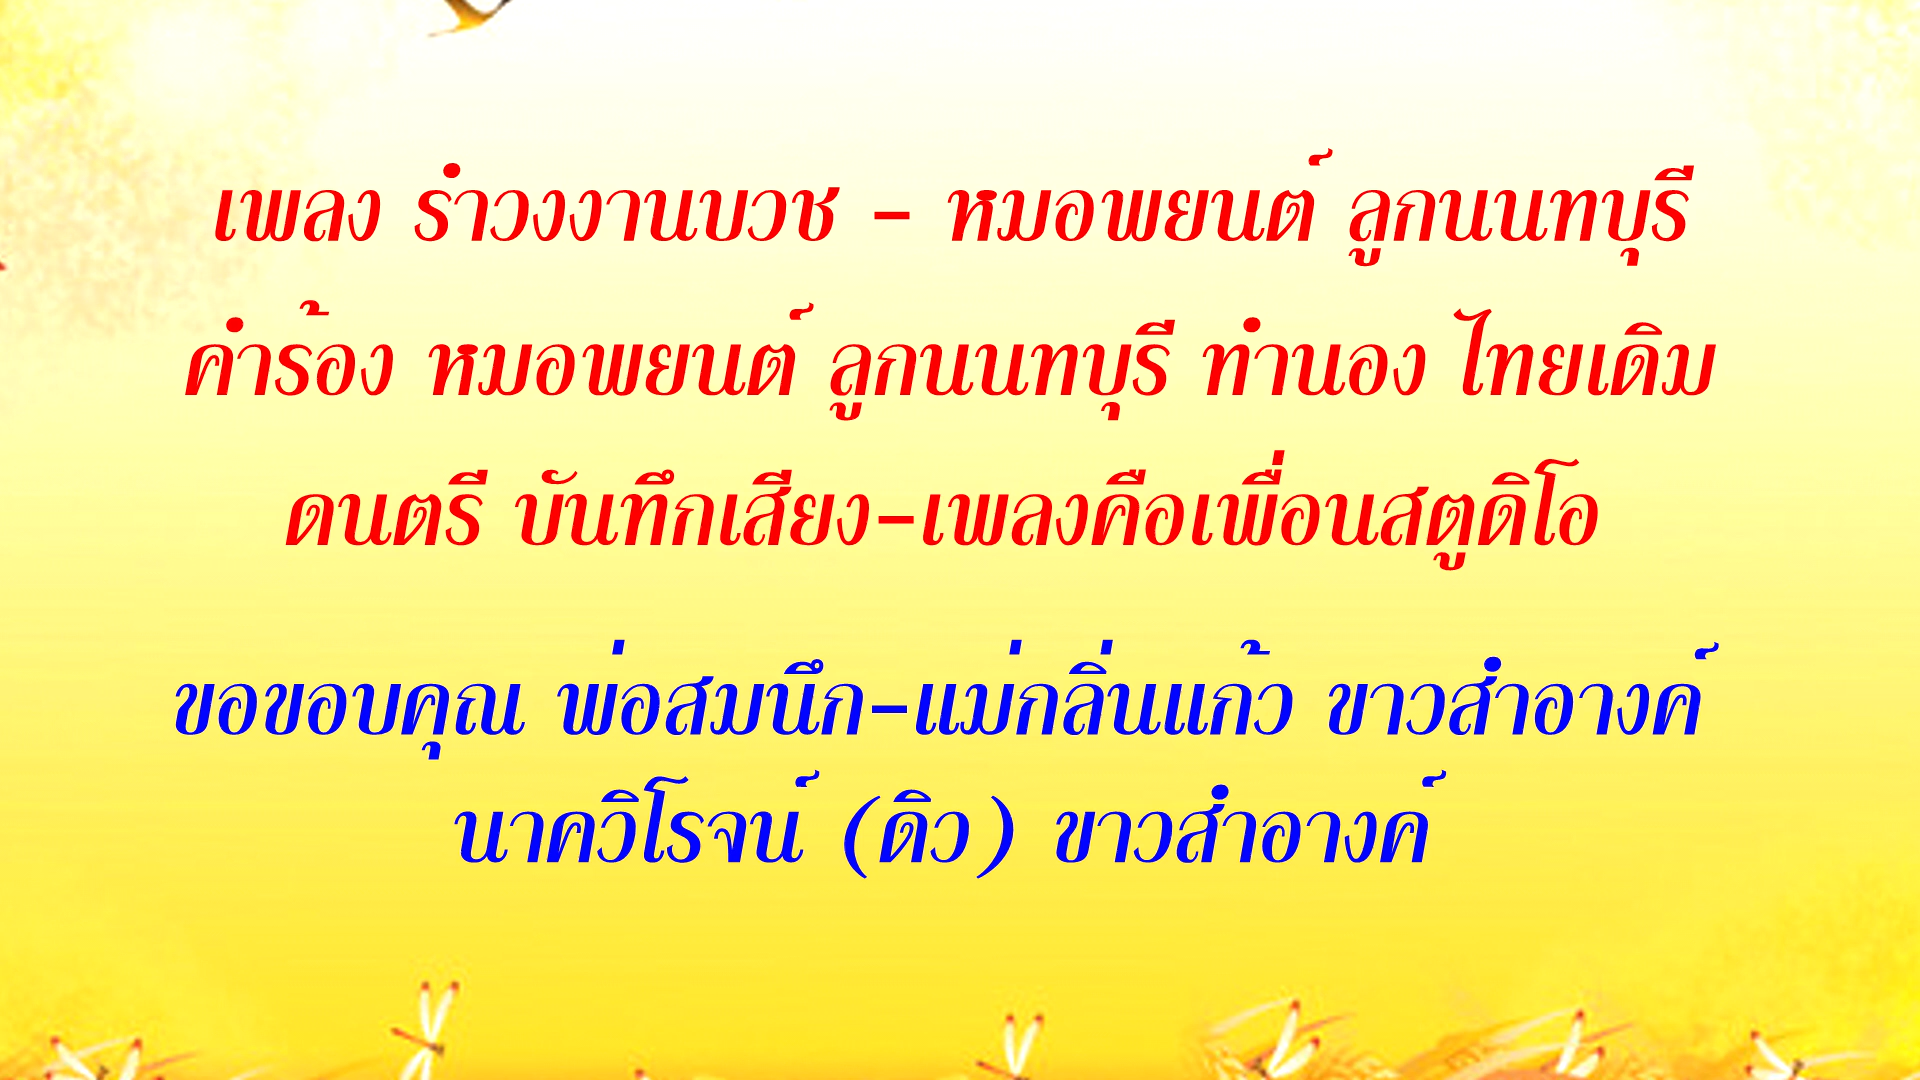 เพลง รำวงงานบวช - หมอพยนต์ ลูกนนทบุรี
คำร้อง หมอพยนต์ ลูกนนทบุรี ทำนอง ไทยเดิม
ดนตรี บันทึกเสียง-เพลงคือเพื่อนสตูดิโอ
ขอขอบคุณ พ่อสมนึก-แม่กลิ่นแก้ว ขาวสำอางค์
นาควิโรจน์ (ดิว) ขาวสำอางค์